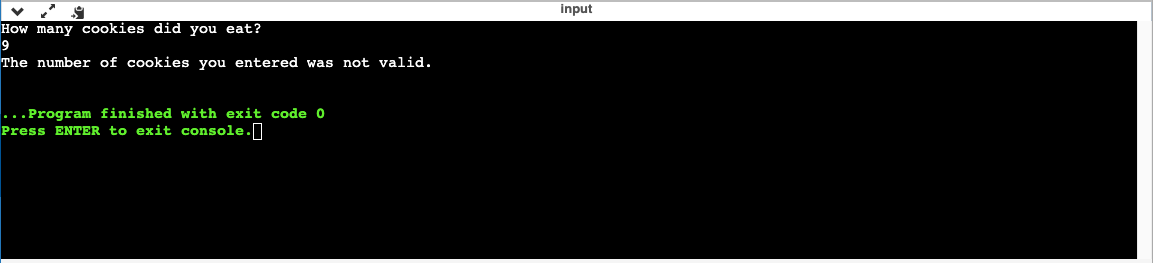 input
How many cookies did you eat?
9
The number of cookies you entered was not valid.
...Program finished with exit code 0
Press ENTER to exit console.